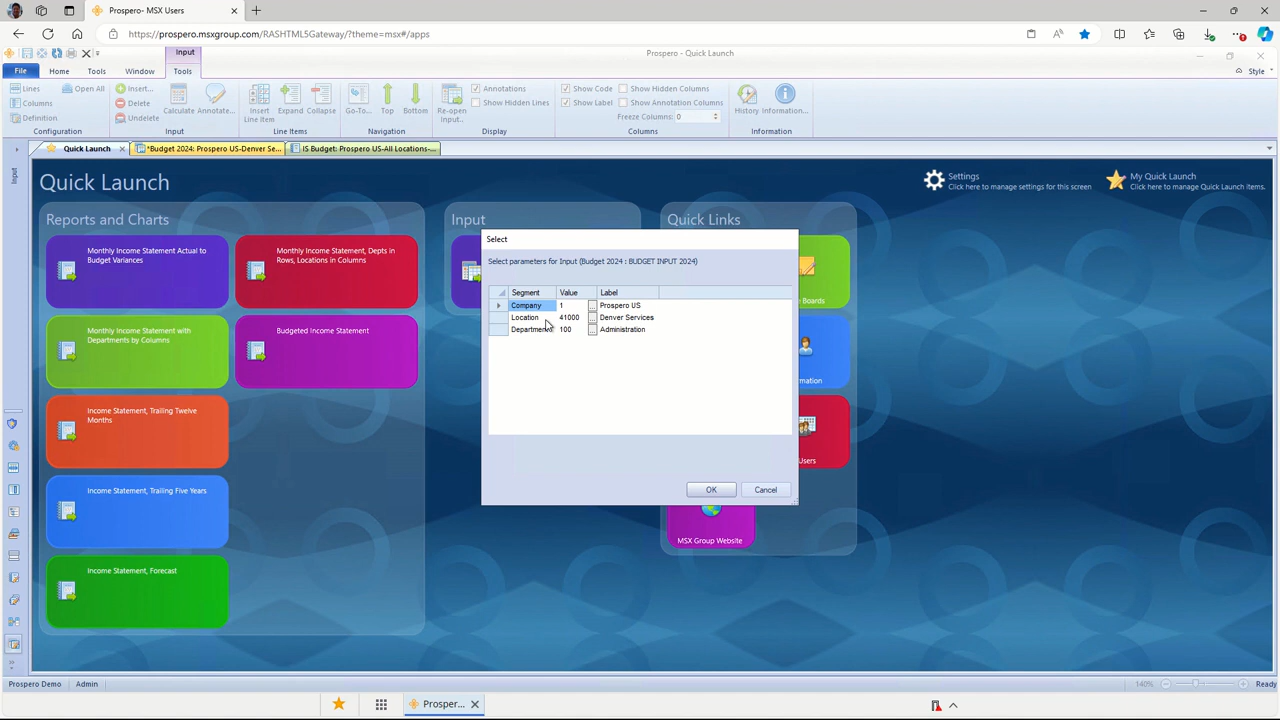 Prospero- MSX Users
https://prospero.msxgroup.com/RASHTML5Gateway/?theme=msx#/apps
Input
Prospero - Quick Launch
File
Home
Tools
Window
Tools
Style
Lines
Open All
Columns
Definition
Configuration
Insert...
Delete
Undelete
Calculate
Annotate...
Input
Insert
Line Item
Expand
Collapse
Line Items
Go-To...
Top
Bottom
Navigation
Re-open
input..
Annotations
Show Hidden Lines
Display
Show Code
Show Hidden Columns
Show Label
Show Annotation Columns
Freeze Columns: 0
Columns
History
Information...
Information
Quick Launch
*Budget 2024: Prospero US-Denver Se...
IS Budget: Prospero US-All Locations-...
Input
Quick Launch
Settings
Click here to manage settings for this screen
My Quick Launch
Click here to manage Quick Launch items.
Reports and Charts
Input
Quick Links
Monthly Income Statement Actual to
Budget Variances
Monthly Income Statement, Depts in
Rows, Locations in Columns
Monthly Income Statement with
Departments by Columns
Budgeted Income Statement
Income Statement, Trailing Twelve
Months
Income Statement, Trailing Five Years
Income Statement, Forecast
Boards
mation
Users
MSX Group Website
Select
Select parameters for Input (Budget 2024 : BUDGET INPUT 2024)
Segment Value Label
Company 1 ... Prospero US
Location 41000 ... Denver Services
Department 100 ... Administration
OK
Cancel
Prospero Demo
Admin
140%
Ready
Prosper...